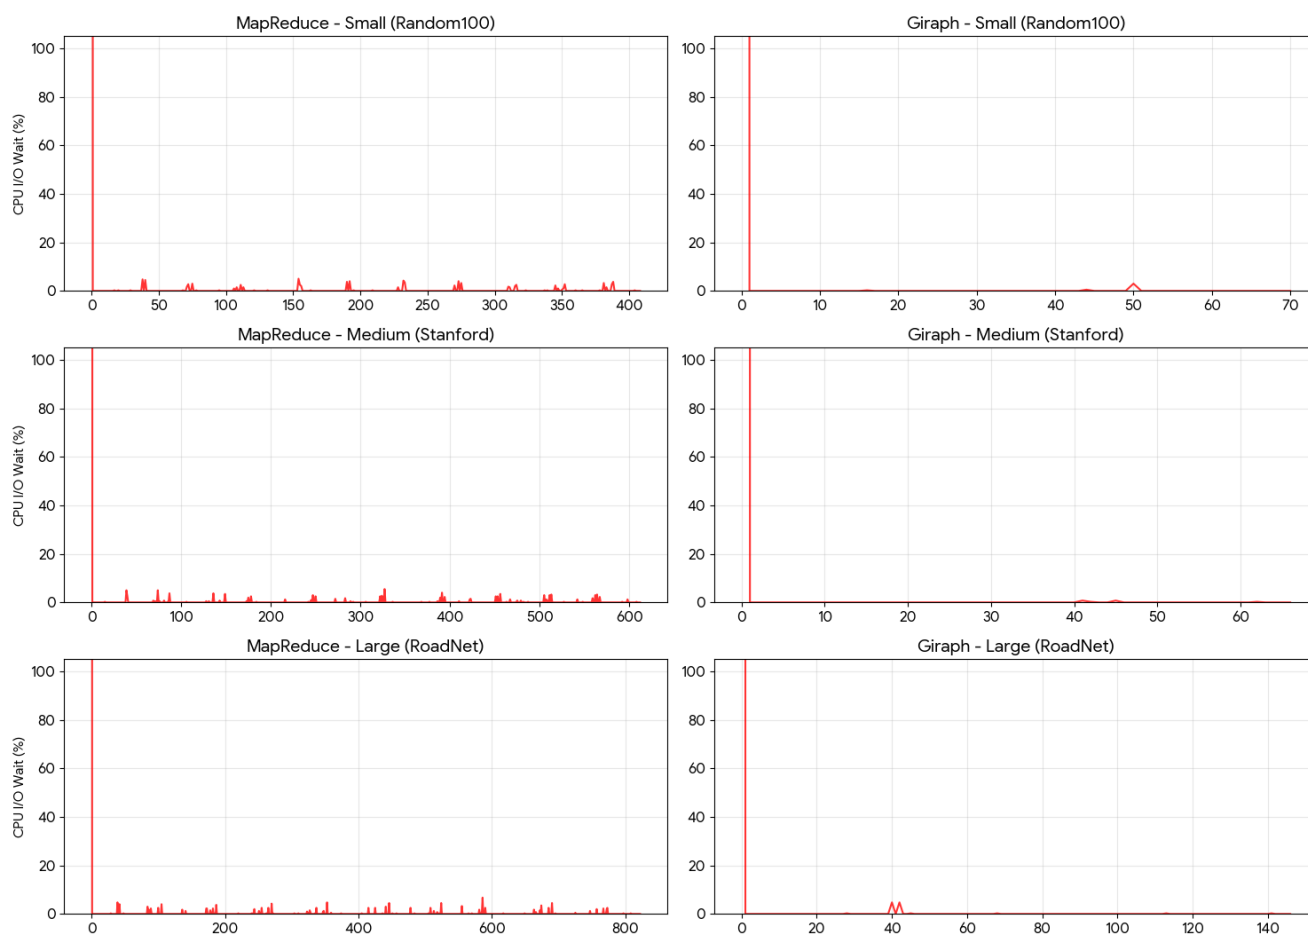 MapReduce - Small (Random100)
CPU I/O Wait (%)
100
80
60
40
20
0
0 50 100 150 200 250 300 350 400
Giraph - Small (Random100)
100
80
60
40
20
0
0 10 20 30 40 50 60 70
MapReduce - Medium (Stanford)
CPU I/O Wait (%)
100
80
60
40
20
0
0 100 200 300 400 500 600
Giraph - Medium (Stanford)
100
80
60
40
20
0
0 10 20 30 40 50 60
MapReduce - Large (RoadNet)
CPU I/O Wait (%)
100
80
60
40
20
0
0 200 400 600 800
Giraph - Large (RoadNet)
100
80
60
40
20
0
0 20 40 60 80 100 120 140